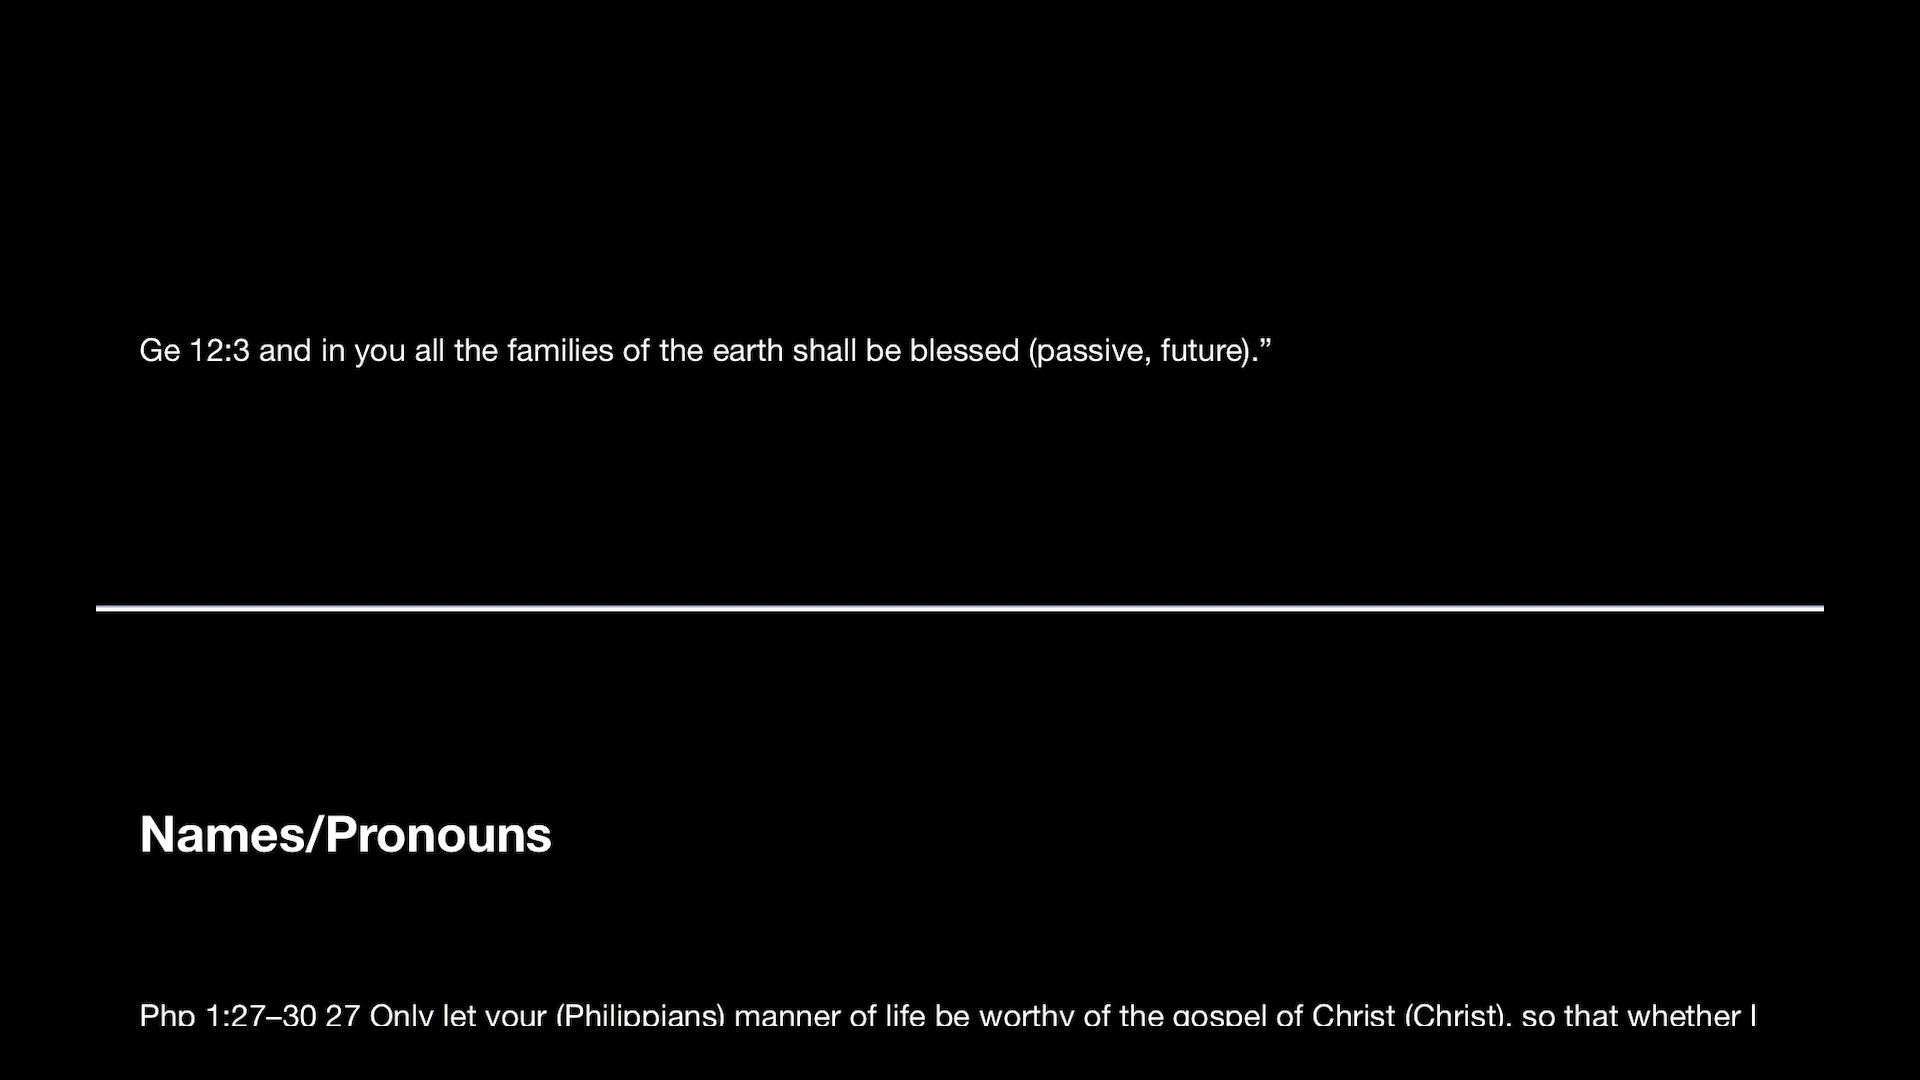 Ge 12:3 and in you all the families of the earth shall be blessed (passive, future).”
Names/Pronouns
Php 1:27–30 27 Only let your (Philippians) manner of life be worthy of the gospel of Christ (Christ), so that whether I